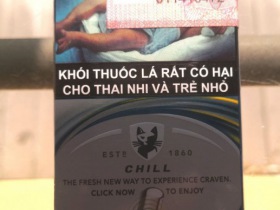 KHÓI THUỐC LÁ RẤT CÓ HẠI
CHO THAI NHI VÀ TRẺ NHỎ
ESTD 1860
CHILL
THE FRESH NEW WAY TO EXPERIENCE CRAVEN.
CLICK NOW TO ENJOY